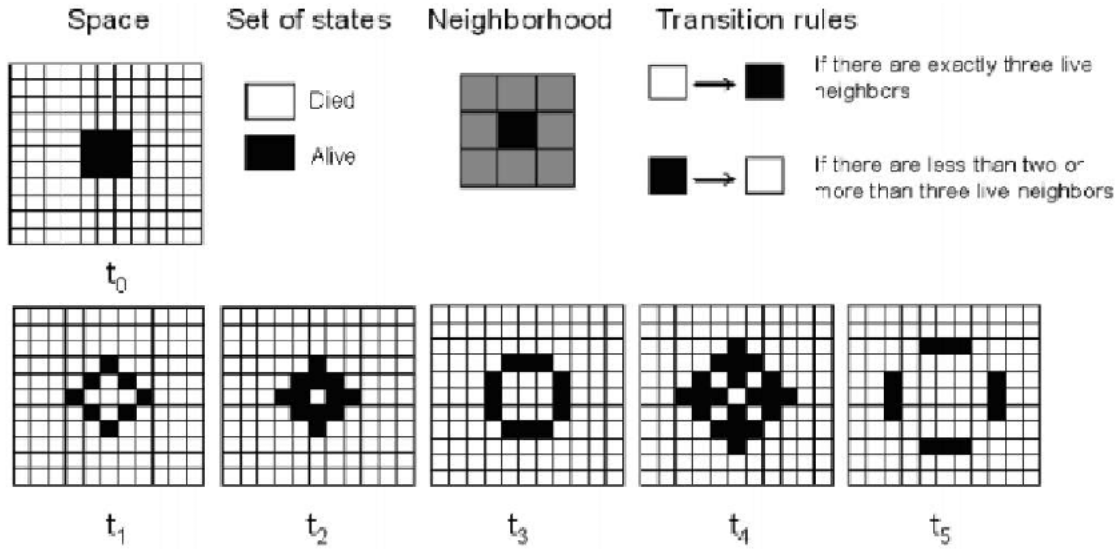 Space
Set of states
Neighborhood
Transition rules
Died
Alive
If there are exactly three live
neighbors
If there are less than two or
more than three live neighbors
t0
t1
t2
t3
t4
t5